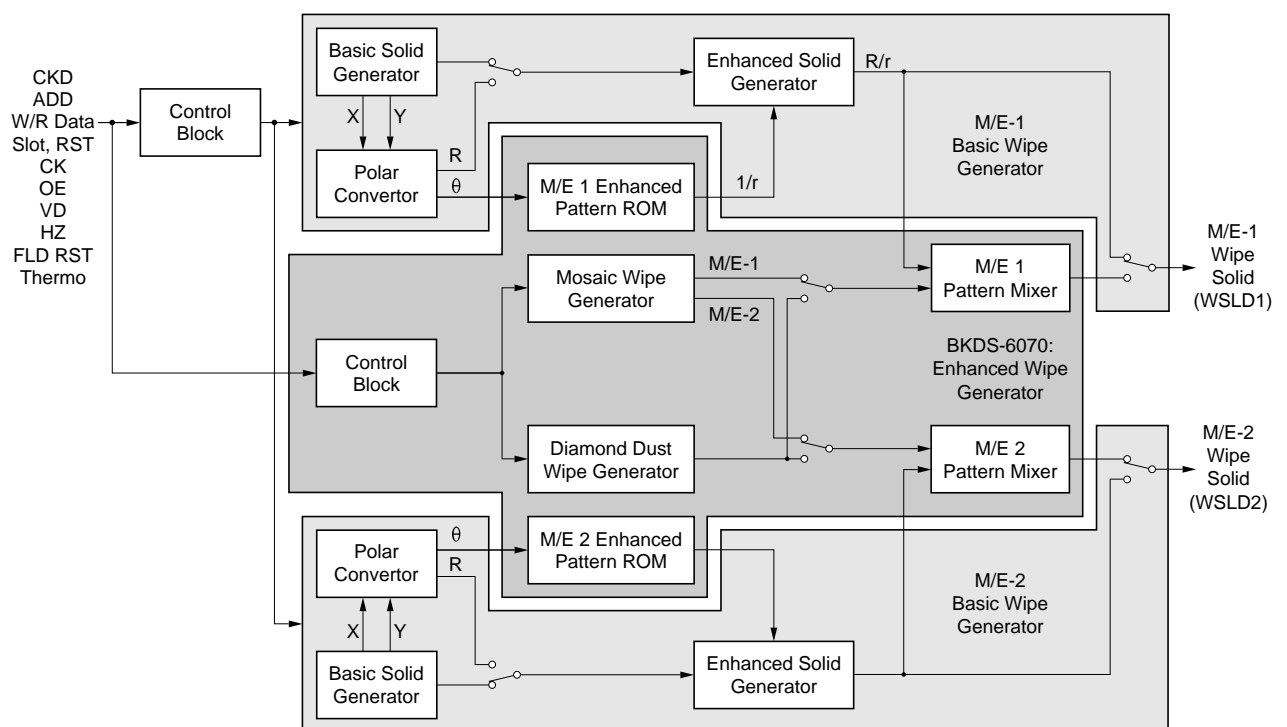 CKD
ADD
W/R Data
Slot, RST
CK
OE
VD
HZ
FLD RST
Thermo
Control
Block
Basic Solid
Generator
X
Y
Polar
Convertor
R
θ
Enhanced Solid
Generator
R/r
M/E-1
Basic Wipe
Generator
M/E 1 Enhanced
Pattern ROM
1/r
Mosaic Wipe
Generator
M/E-1
M/E-2
M/E 1
Pattern Mixer
M/E-1
Wipe
Solid
(WSLD1)
Control
Block
BKDS-6070:
Enhanced Wipe
Generator
Diamond Dust
Wipe Generator
M/E 2
Pattern Mixer
M/E-2
Wipe
Solid
(WSLD2)
Polar
Convertor
θ
R
M/E 2 Enhanced
Pattern ROM
X
Y
Basic Solid
Generator
Enhanced Solid
Generator
M/E-2
Basic Wipe
Generator